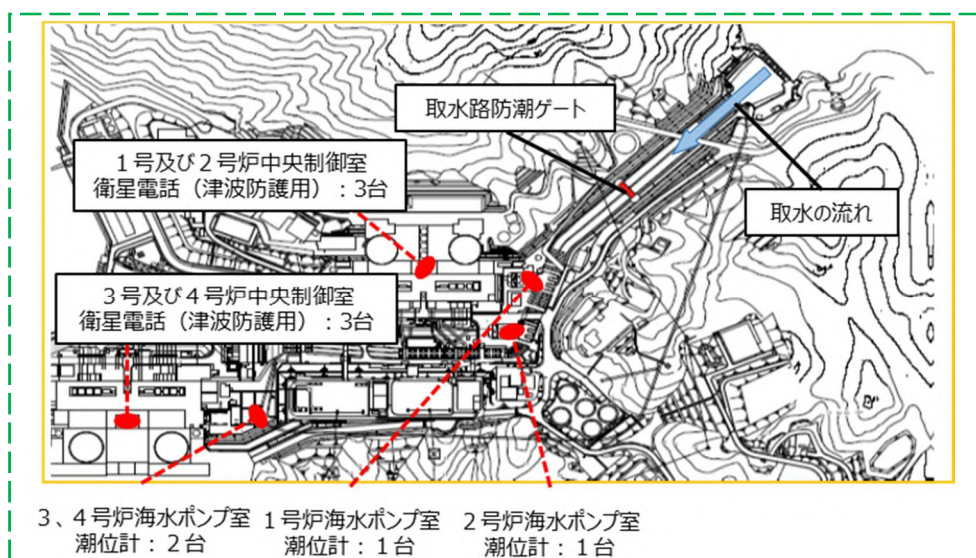 取水路防潮ゲート
1号及び2号炉中央制御室
衛星電話（津波防護用）：3台
取水の流れ
3号及び4号炉中央制御室
衛星電話（津波防護用）：3台
3、4号炉海水ポンプ室
潮位計：2台
1号炉海水ポンプ室
潮位計：1台
2号炉海水ポンプ室
潮位計：1台